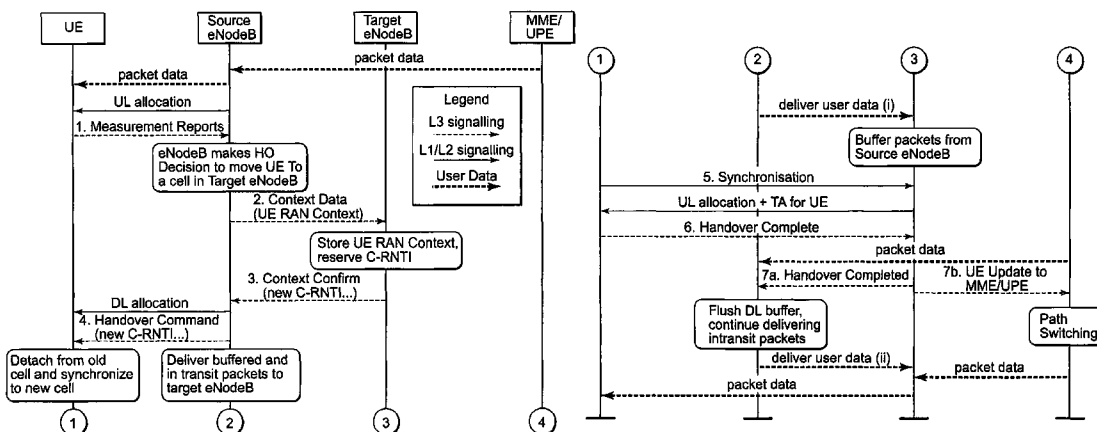 UE
Source
eNodeB
Target
eNodeB
MME/
UPE
packet data
packet data
UL allocation
1. Measurement Reports
eNodeB makes HO
Decision to move UE To
a cell in Target eNodeB
Legend
L3 signalling
L1/L2 signalling
User Data
2. Context Data
(UE RAN Context)
Store UE RAN Context,
reserve C-RNTI
3. Context Confirm
(new C-RNTI...)
DL allocation
4. Handover Command
(new C-RNTI...)
Detach from old
cell and synchronize
to new cell
Deliver buffered and
in transit packets to
target eNodeB
1
2
3
4
1
2
3
4
deliver user data (i)
Buffer packets from
Source eNodeB
5. Synchronisation
UL allocation + TA for UE
6. Handover Complete
packet data
7a. Handover Completed
7b. UE Update to
MME/UPE
Flush DL buffer,
continue delivering
intransit packets
Path
Switching
deliver user data (ii)
packet data
packet data